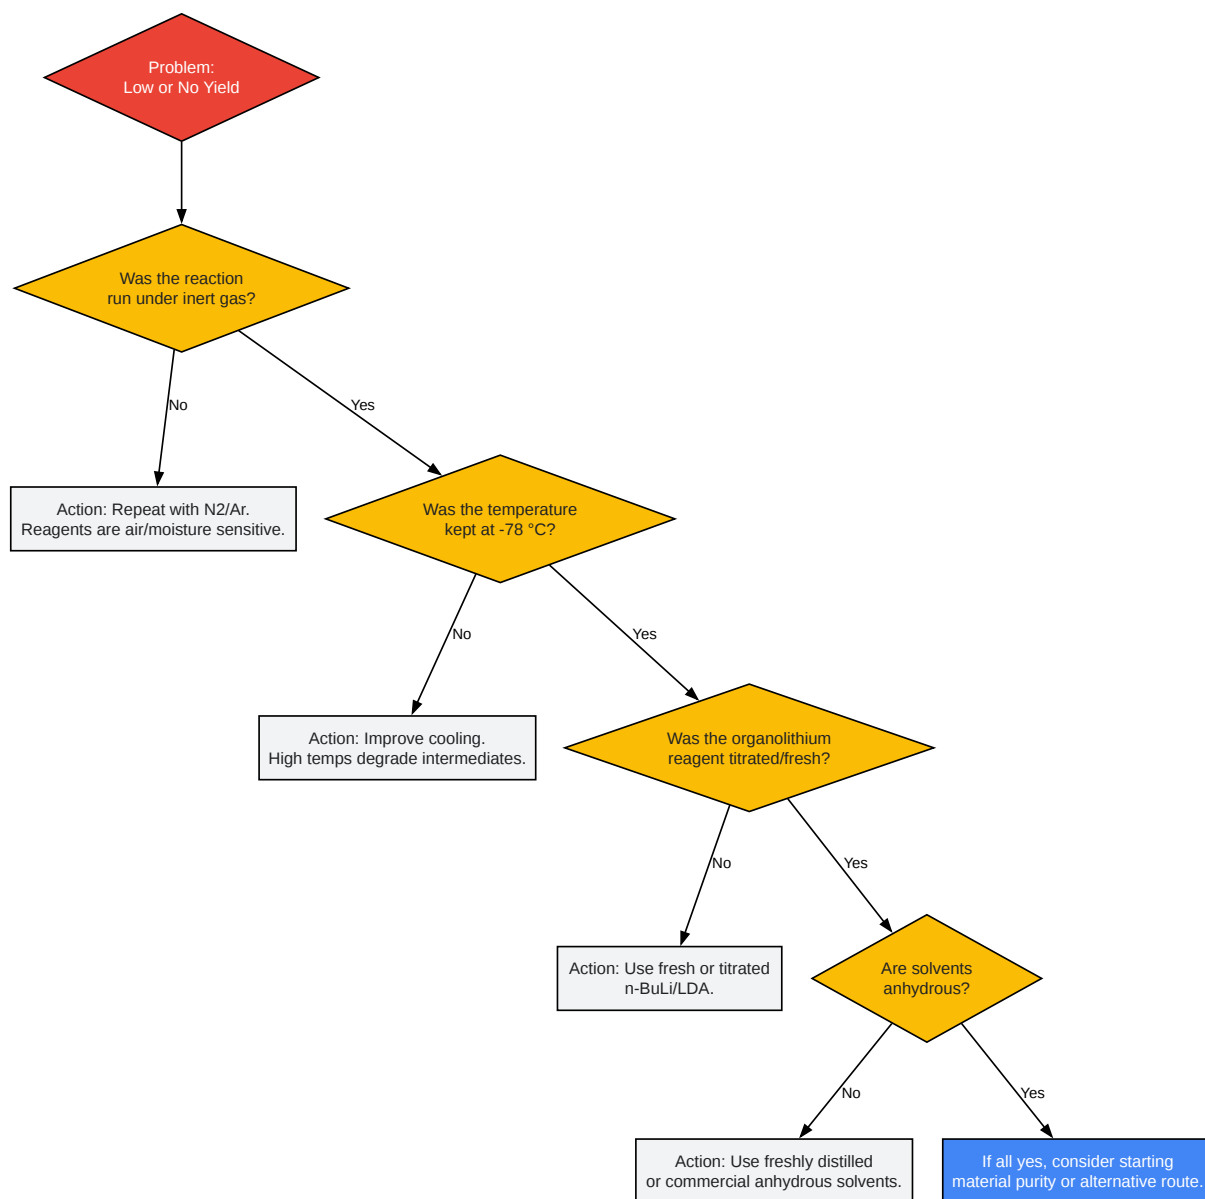 Problem:
Low or No Yield
Was the reaction
run under inert gas?
No
Yes
Action: Repeat with N2/Ar.
Reagents are air/moisture sensitive.
Was the temperature
kept at -78 °C?
No
Yes
Action: Improve cooling.
High temps degrade intermediates.
Was the organolithium
reagent titrated/fresh?
No
Yes
Action: Use fresh or titrated
n-BuLi/LDA.
Are solvents
anhydrous?
No
Yes
Action: Use freshly distilled
or commercial anhydrous solvents.
If all yes, consider starting
material purity or alternative route.